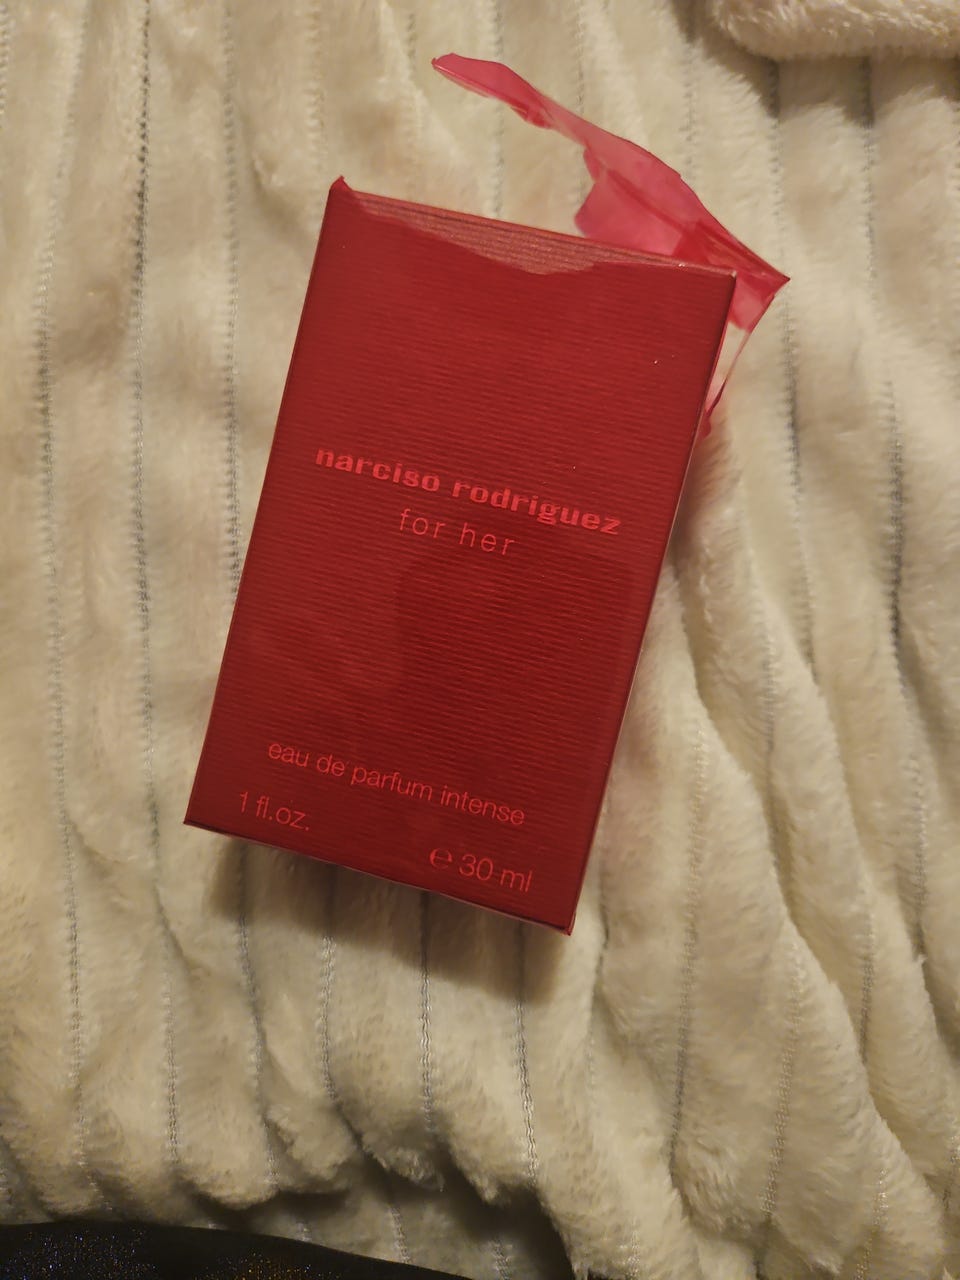 narciso rodriguez
for her
eau de parfum intense
1 fl.oz.
℮ 30 ml